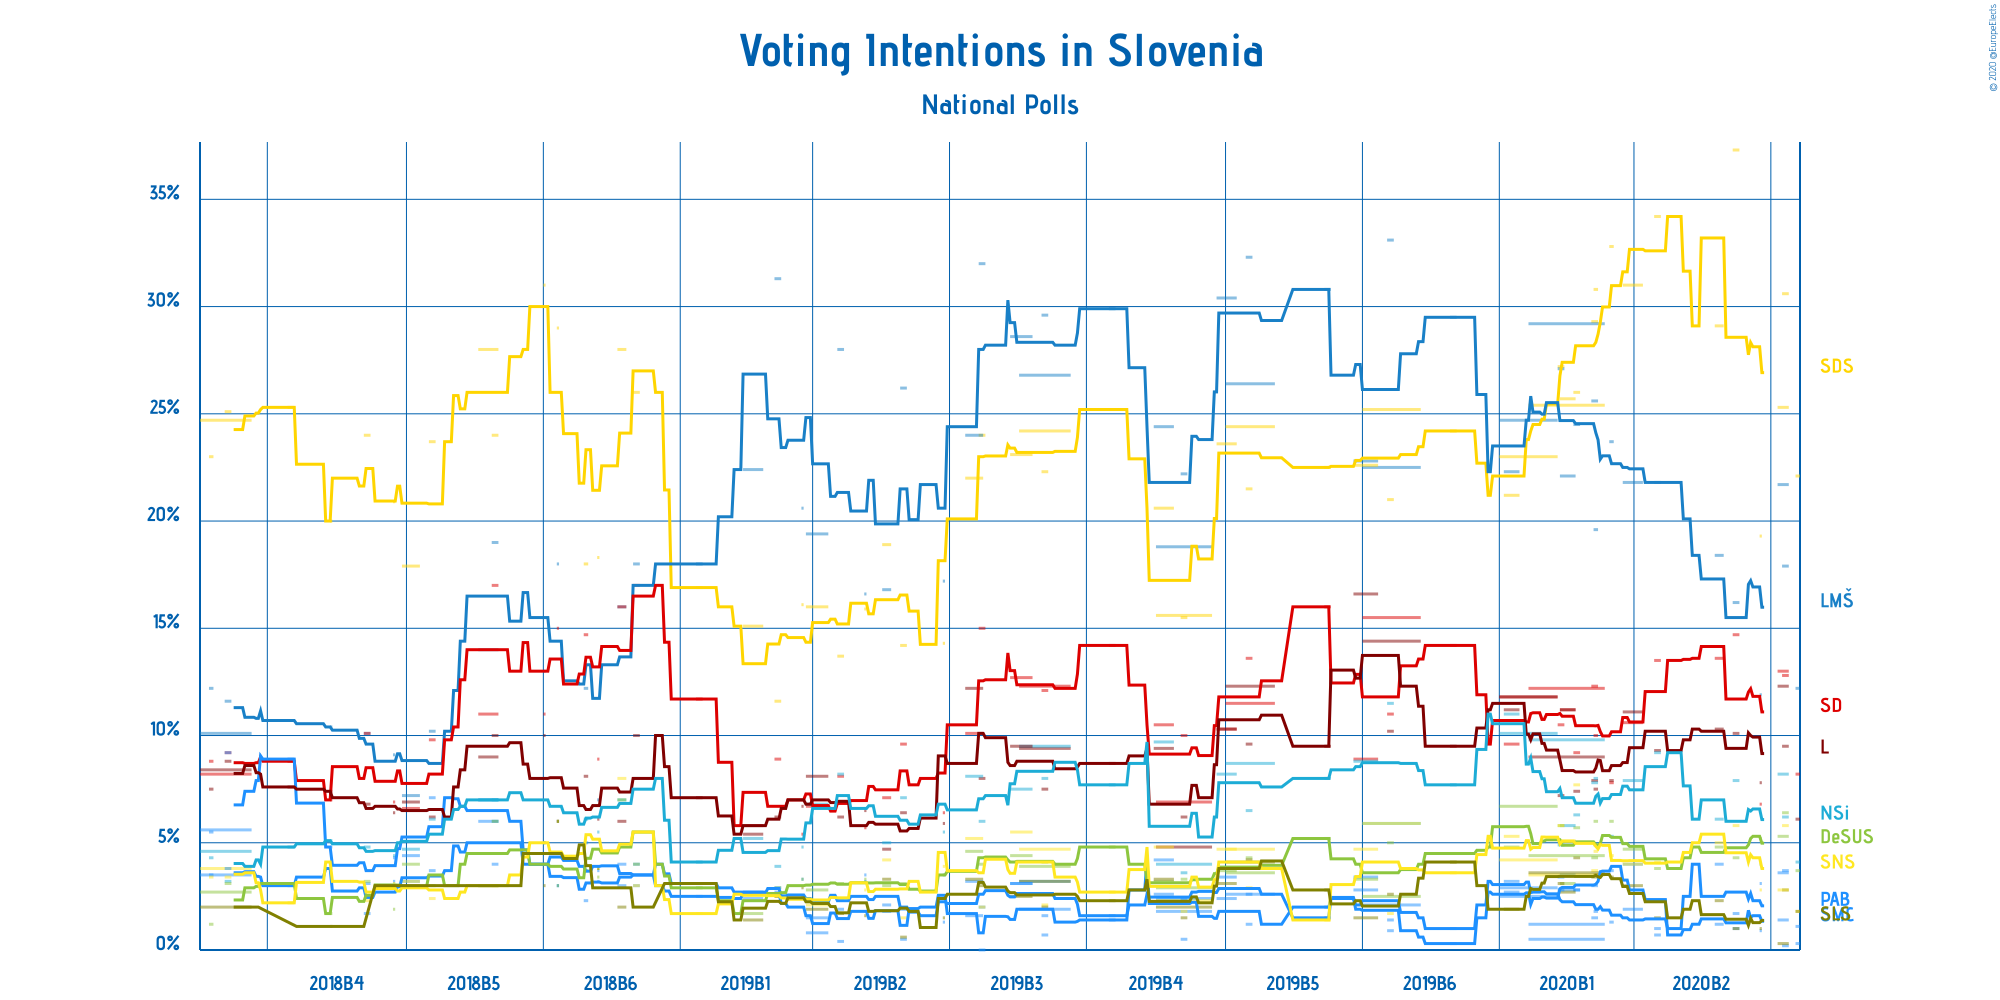 © 2020 @EuropeElects
Voting Intentions in Slovenia
National Polls
35%
30%
25%
20%
15%
10%
5%
0%
SDS
LMŠ
SD
L
NSi
DeSUS
SNS
PAB
2018B4 2018B5 2018B6 2019B1 2019B2 2019B3 2019B4 2019B5 2019B6 2020B1 2020B2